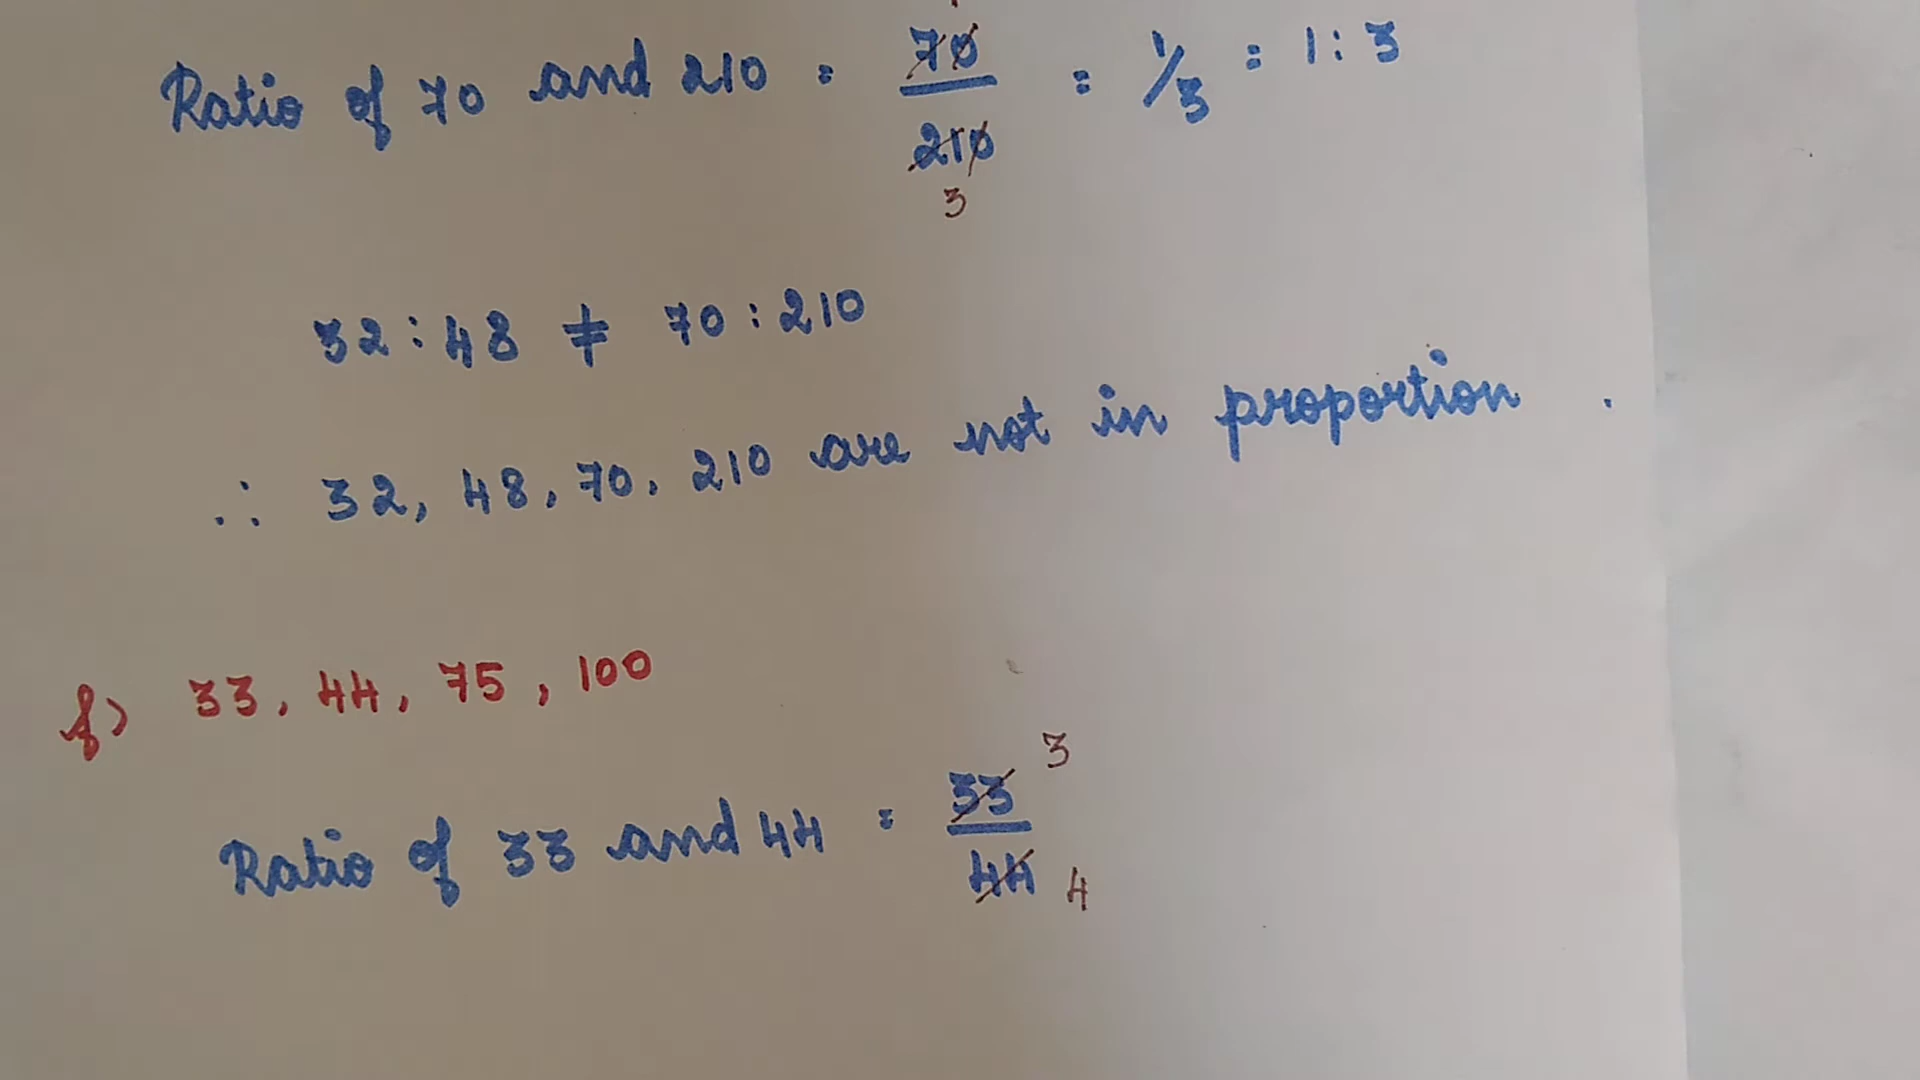 Ratio of 70 and 210 = 70/210 = 1/3 = 1:3
3
32:48 ≠ 70:210
∴ 32, 48, 70, 210 are not in proportion.
f) 33, 44, 75, 100
3
Ratio of 33 and 44 = 33/44
4